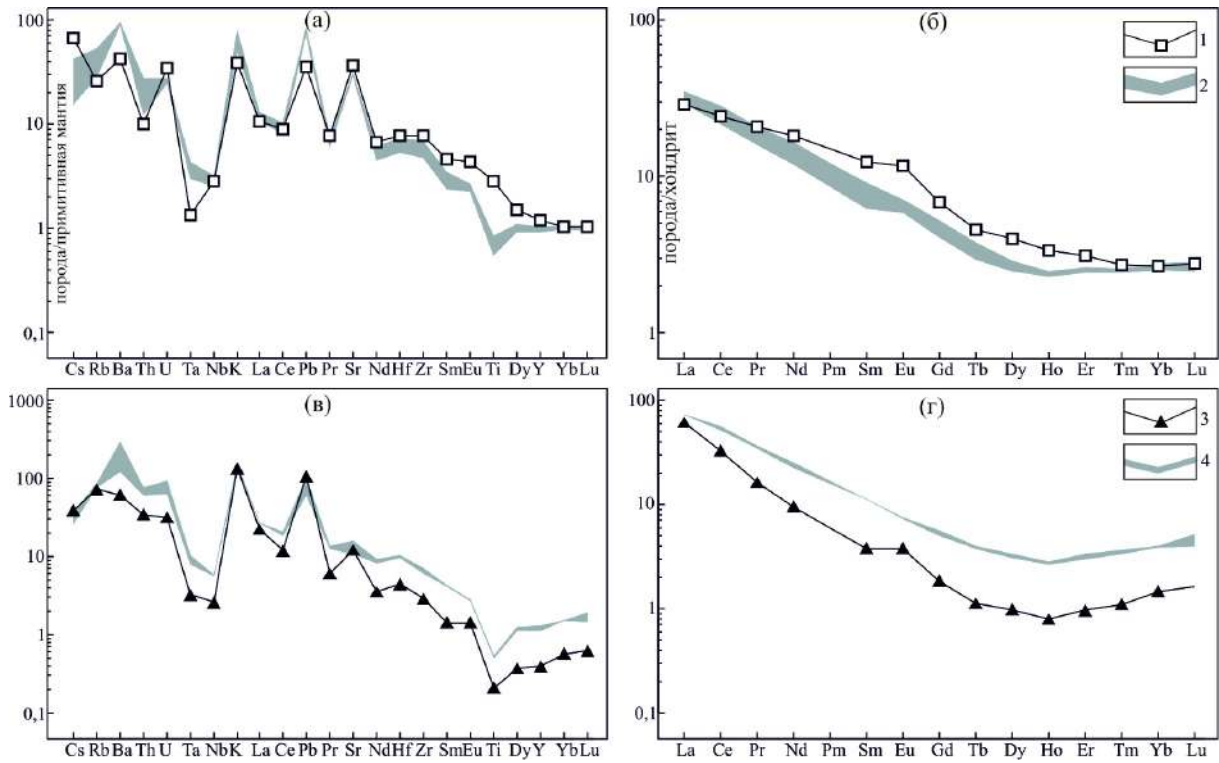 (а)
порода/примитивная мантия
100
10
1
0,1
Cs Rb Ba Th U Ta Nb K La Ce Pb Pr Sr Nd Hf Zr Sm Eu Ti Dy Y Yb Lu
(б)
порода/хондрит
100
10
1
1
2
La Ce Pr Nd Pm Sm Eu Gd Tb Dy Ho Er Tm Yb Lu
(в)
1000
100
10
1
0,1
Cs Rb Ba Th U Ta Nb K La Ce Pb Pr Sr Nd Hf Zr Sm Eu Ti Dy Y Yb Lu
(г)
100
10
1
0,1
3
4
La Ce Pr Nd Pm Sm Eu Gd Tb Dy Ho Er Tm Yb Lu